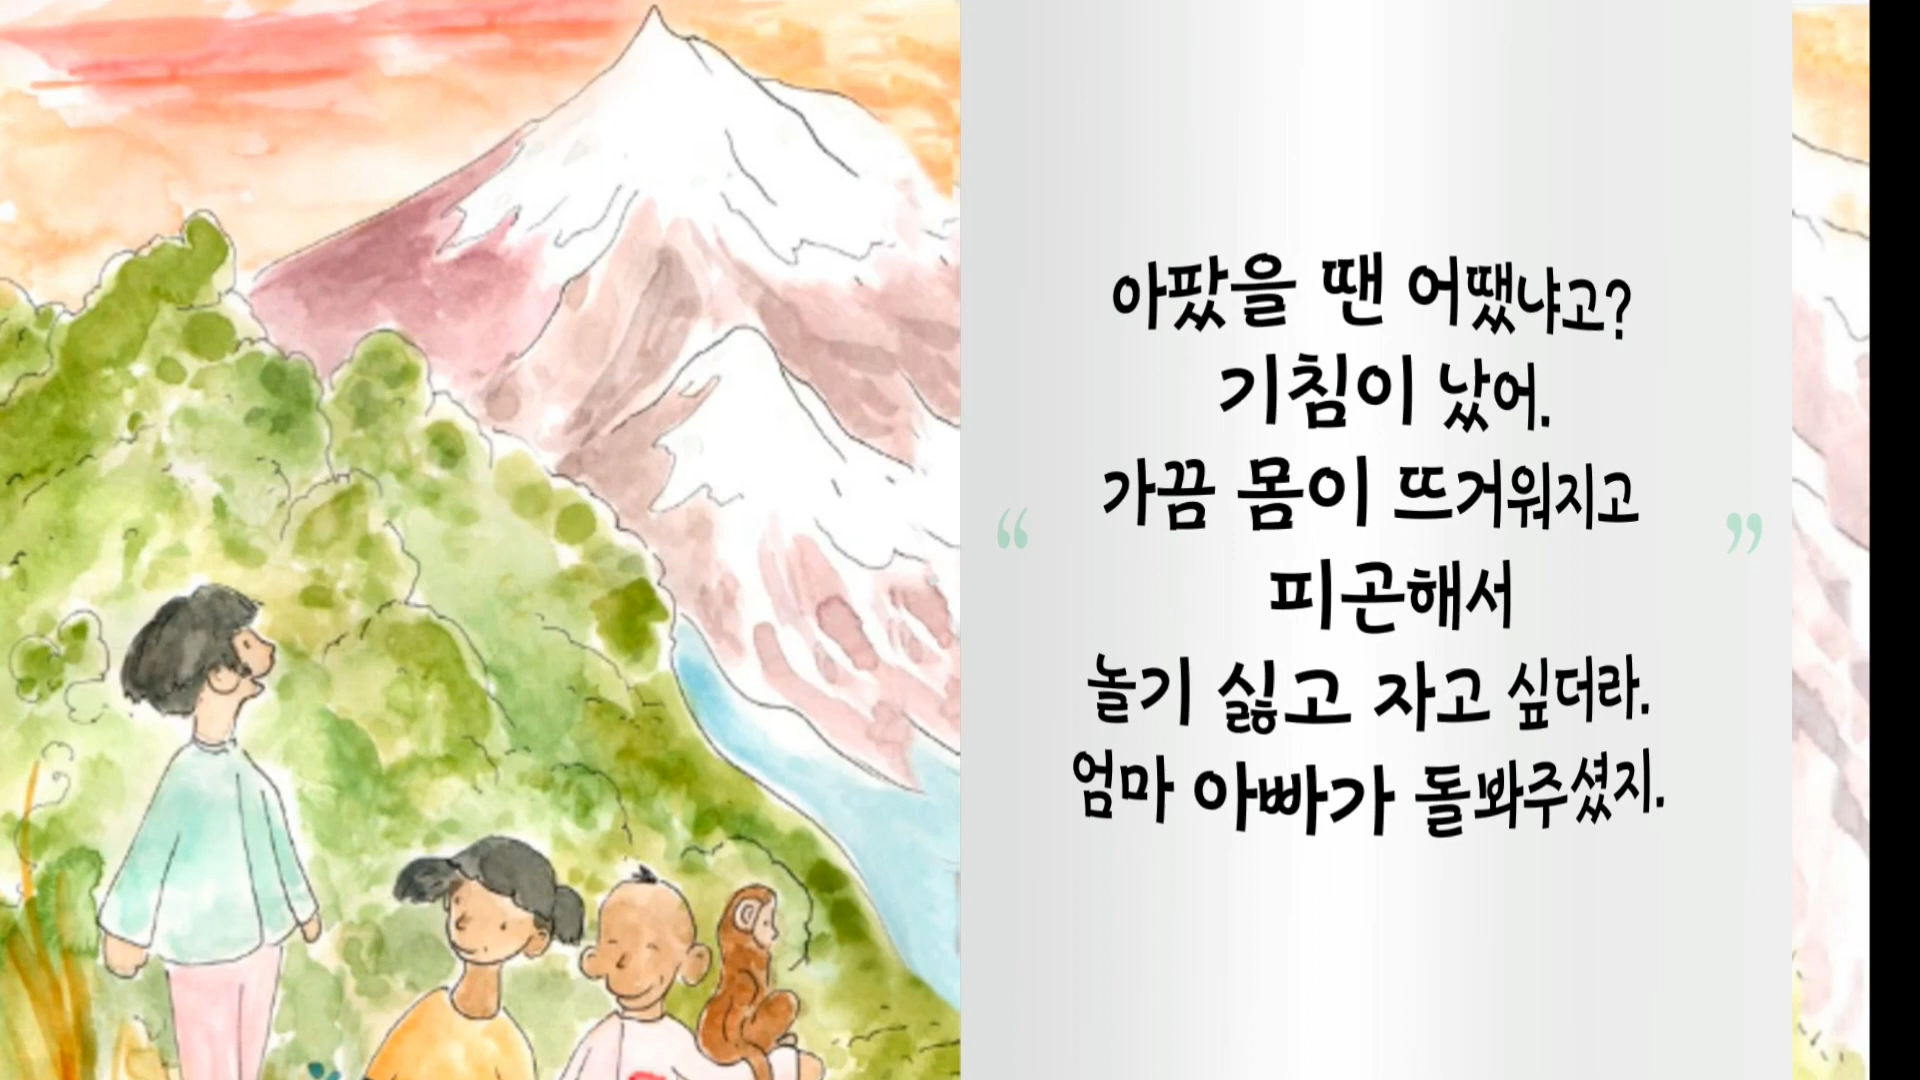 아팠을 땐 어땠냐고?
기침이 났어.
가끔 몸이 뜨거워지고
“ ”
피곤해서
놀기 싫고 자고 싶더라.
엄마 아빠가 돌봐주셨지.